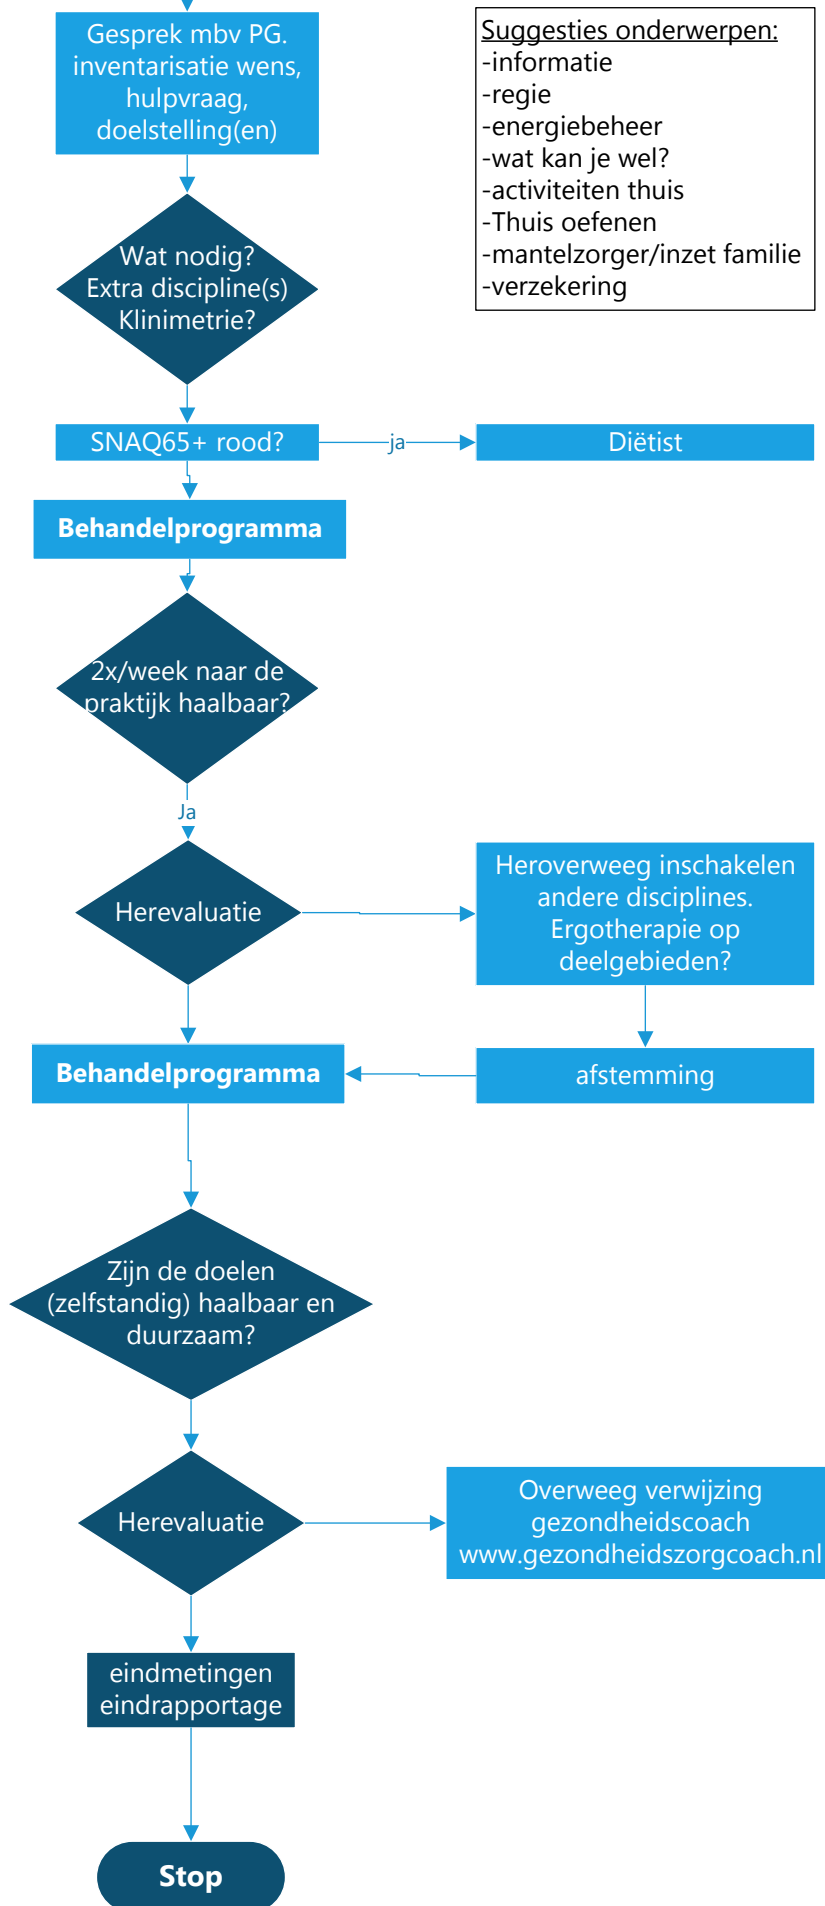 Gesprek mbv PG.
inventarisatie wens,
hulpvraag,
doelstelling(en)
Suggesties onderwerpen:
-informatie
-regie
-energiebeheer
-wat kan je wel?
-activiteiten thuis
-Thuis oefenen
-mantelzorger/inzet familie
-verzekering
Wat nodig?
Extra discipline(s)
Klinimetrie?
SNAQ65+ rood?
ja
Diëtist
Behandelprogramma
2x/week naar de
praktijk haalbaar?
Ja
Herevaluatie
Heroverweeg inschakelen
andere disciplines.
Ergotherapie op
deelgebieden?
Behandelprogramma
afstemming
Zijn de doelen
(zelfstandig) haalbaar en
duurzaam?
Herevaluatie
Overweeg verwijzing
gezondheidscoach
www.gezondheidszorgcoach.nl
eindmetingen
eindrapportage
Stop